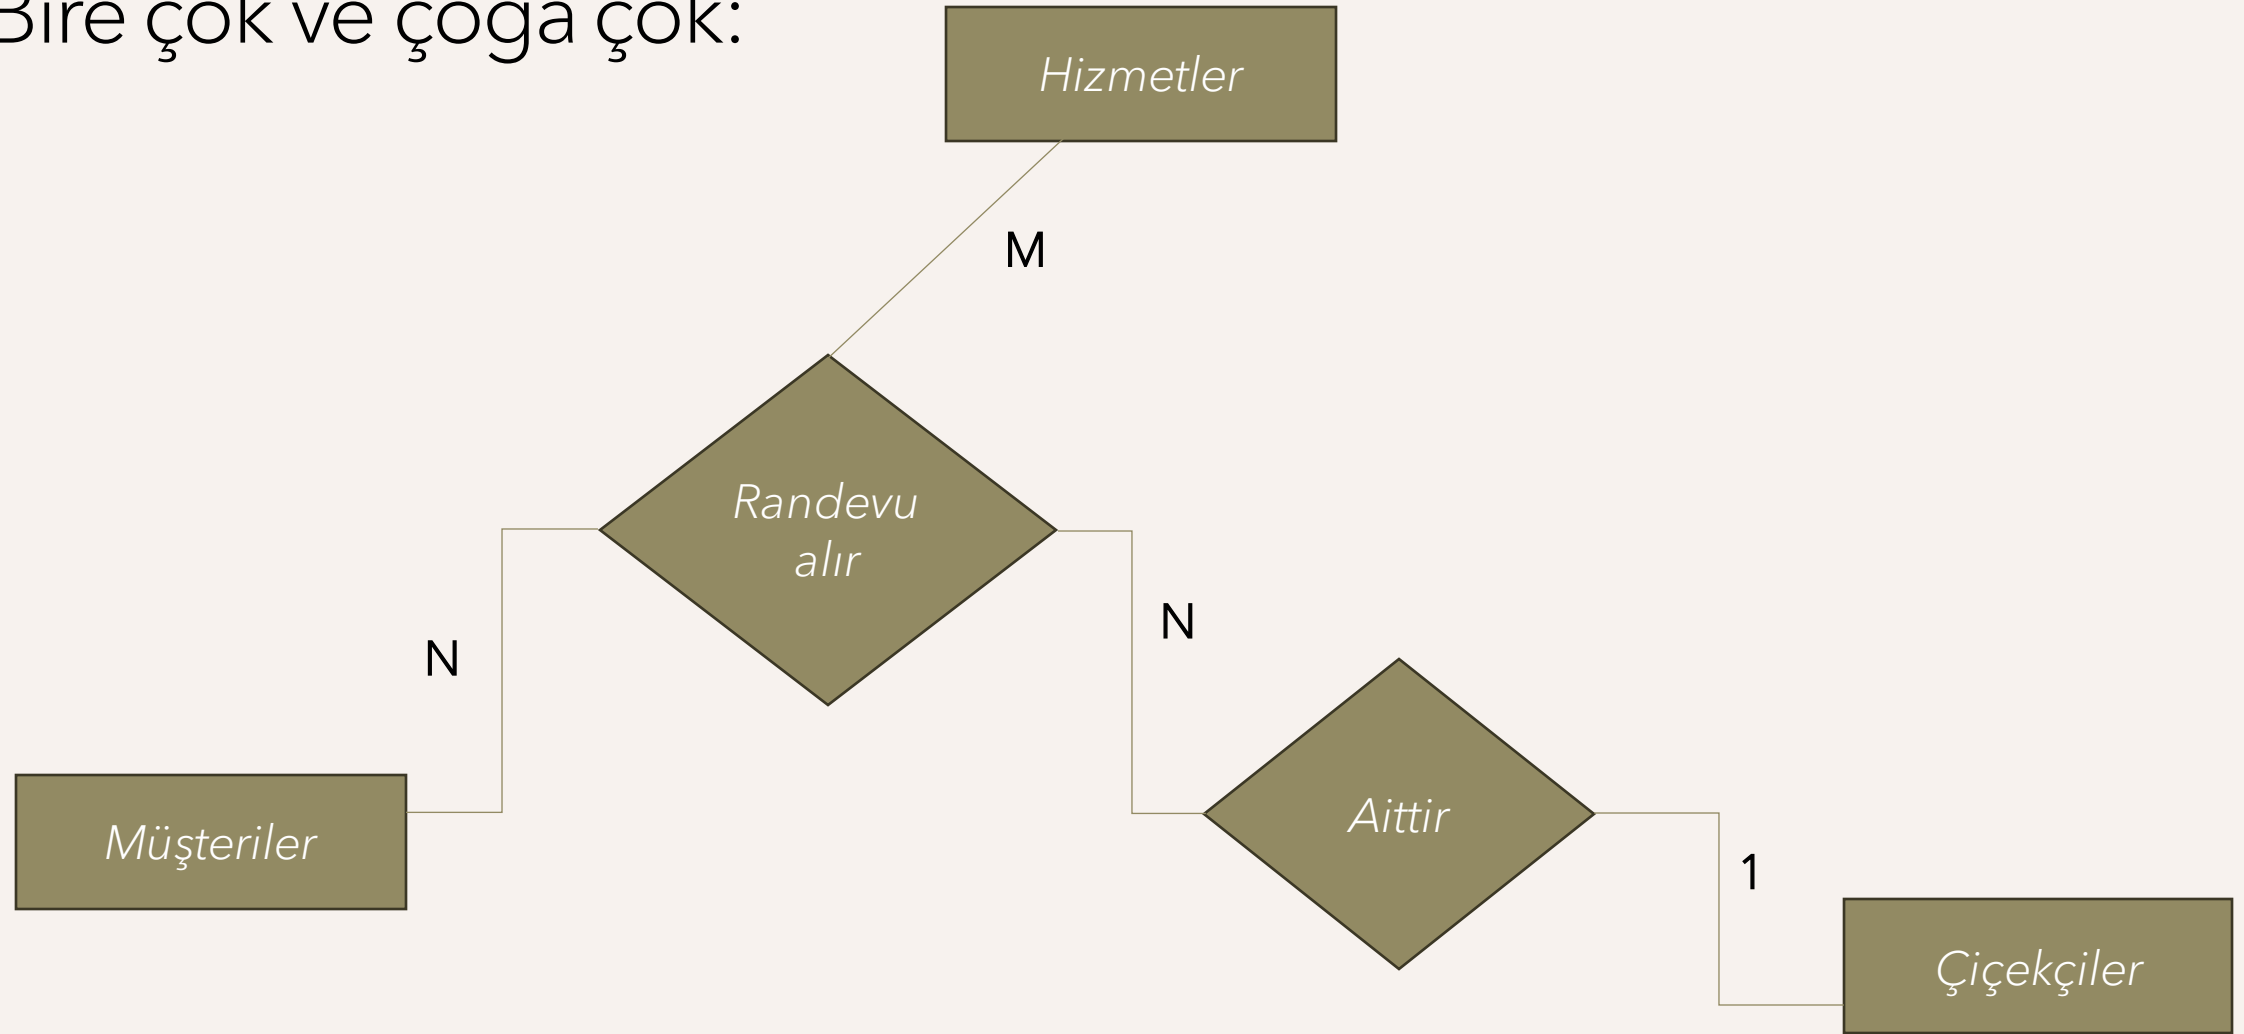 Bire çok ve çoğa çok:
Hizmetler
M
Randevu
alır
N
N
Aittir
1
Müşteriler
Çiçekçiler